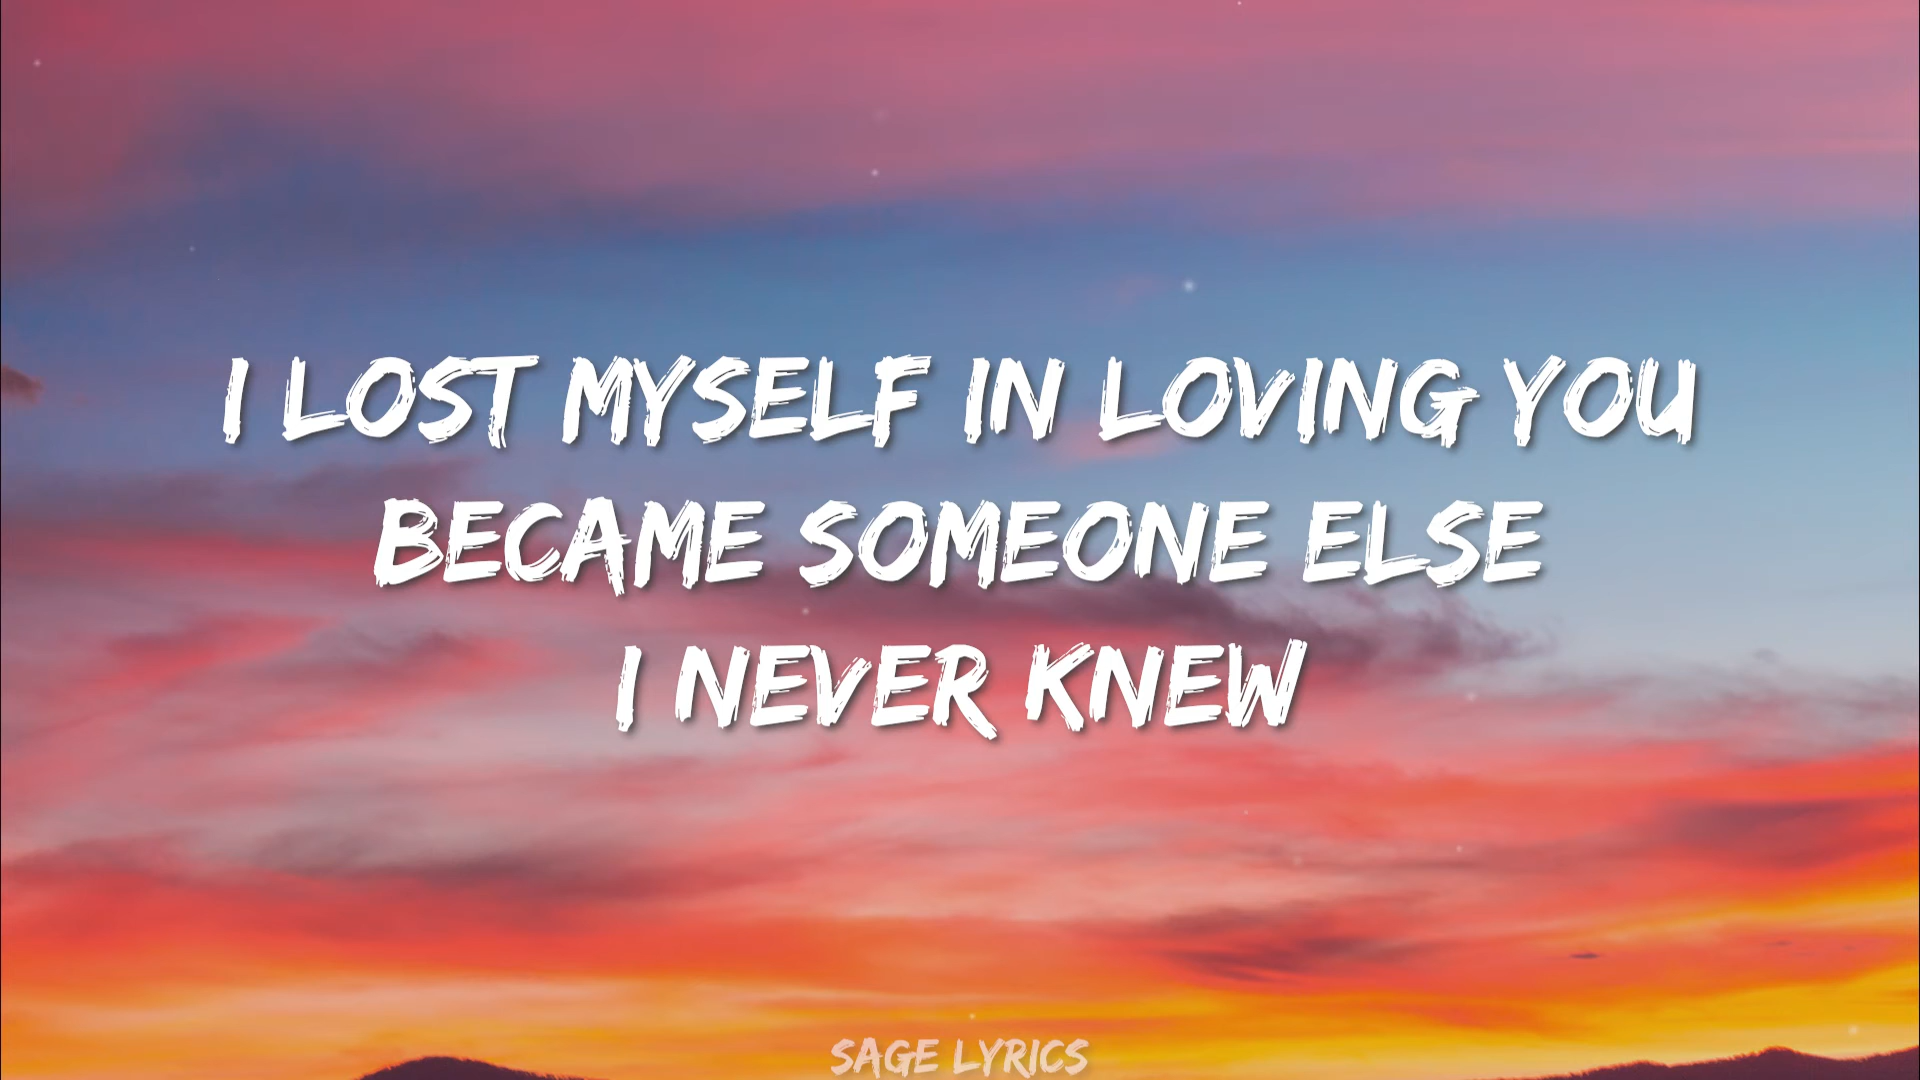 I LOST MYSELF IN LOVING YOU
BECAME SOMEONE ELSE
I NEVER KNEW
SAGE LYRICS